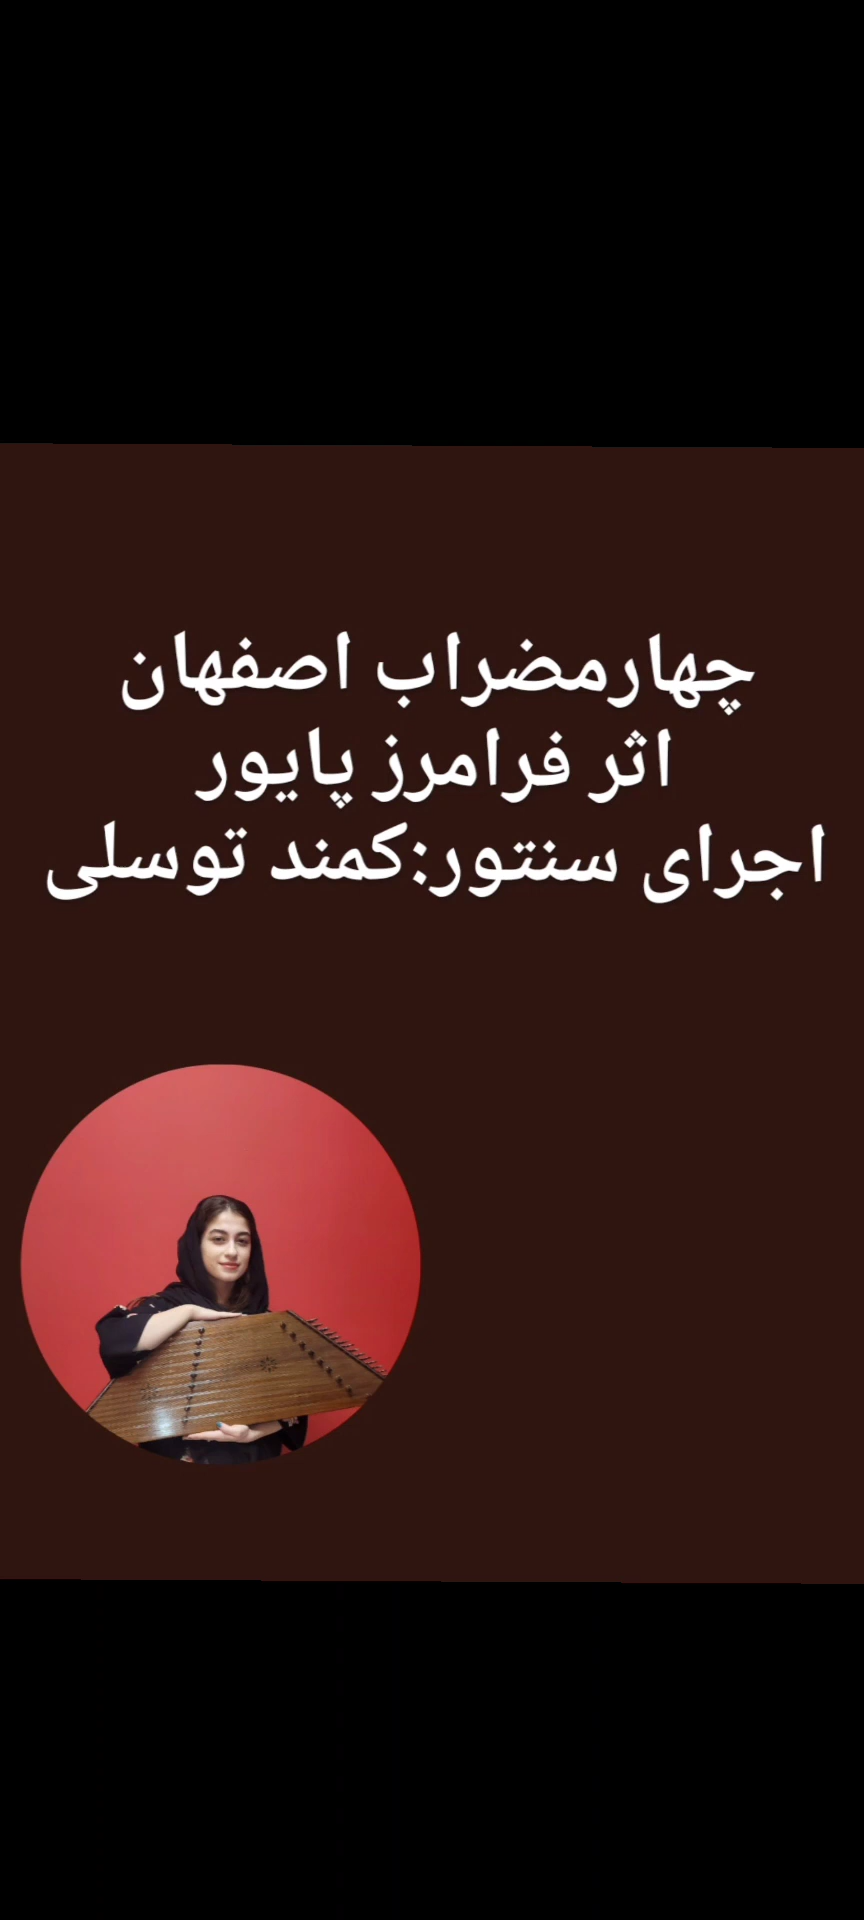 چهارمضراب اصفهان
اثر فرامرز پایور
اجرای سنتور:کمند توسلی